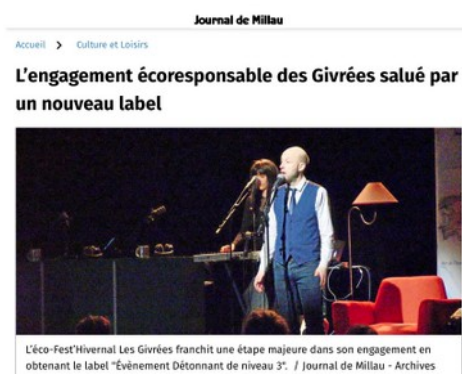 Journal de Millau
Accueil > Culture et Loisirs
L'engagement écoresponsable des Givrées salué par
un nouveau label
L'éco-Fest'Hivernal Les Givrées franchit une étape majeure dans son engagement en
obtenant le label "Évènement Détonnant de niveau 3". / Journal de Millau - Archives